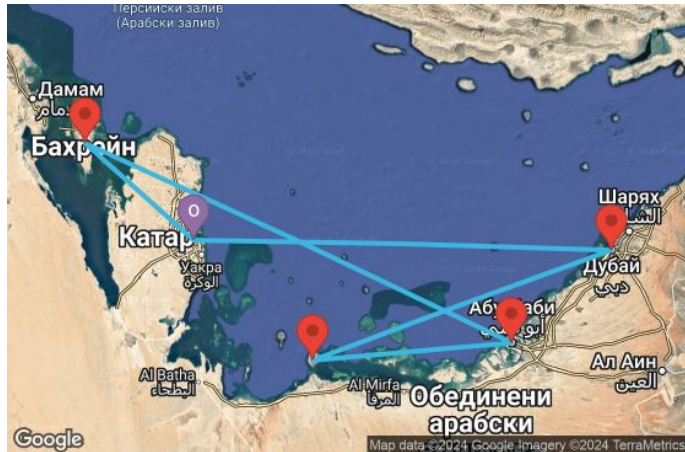 Персийски залив
(Арабски залив)
Дамам
Бахрейн
O
Катар
Уакра
الوكرة
Шарях
Дубай
دبي
Абу Даби
أبوظبي
Ал Аин
العين
Al Batha
البطحاء
Al Mirfa
المرفأ
Обединени
арабски
Google
Map data ©2024 Google Imagery ©2024 TerraMetrics